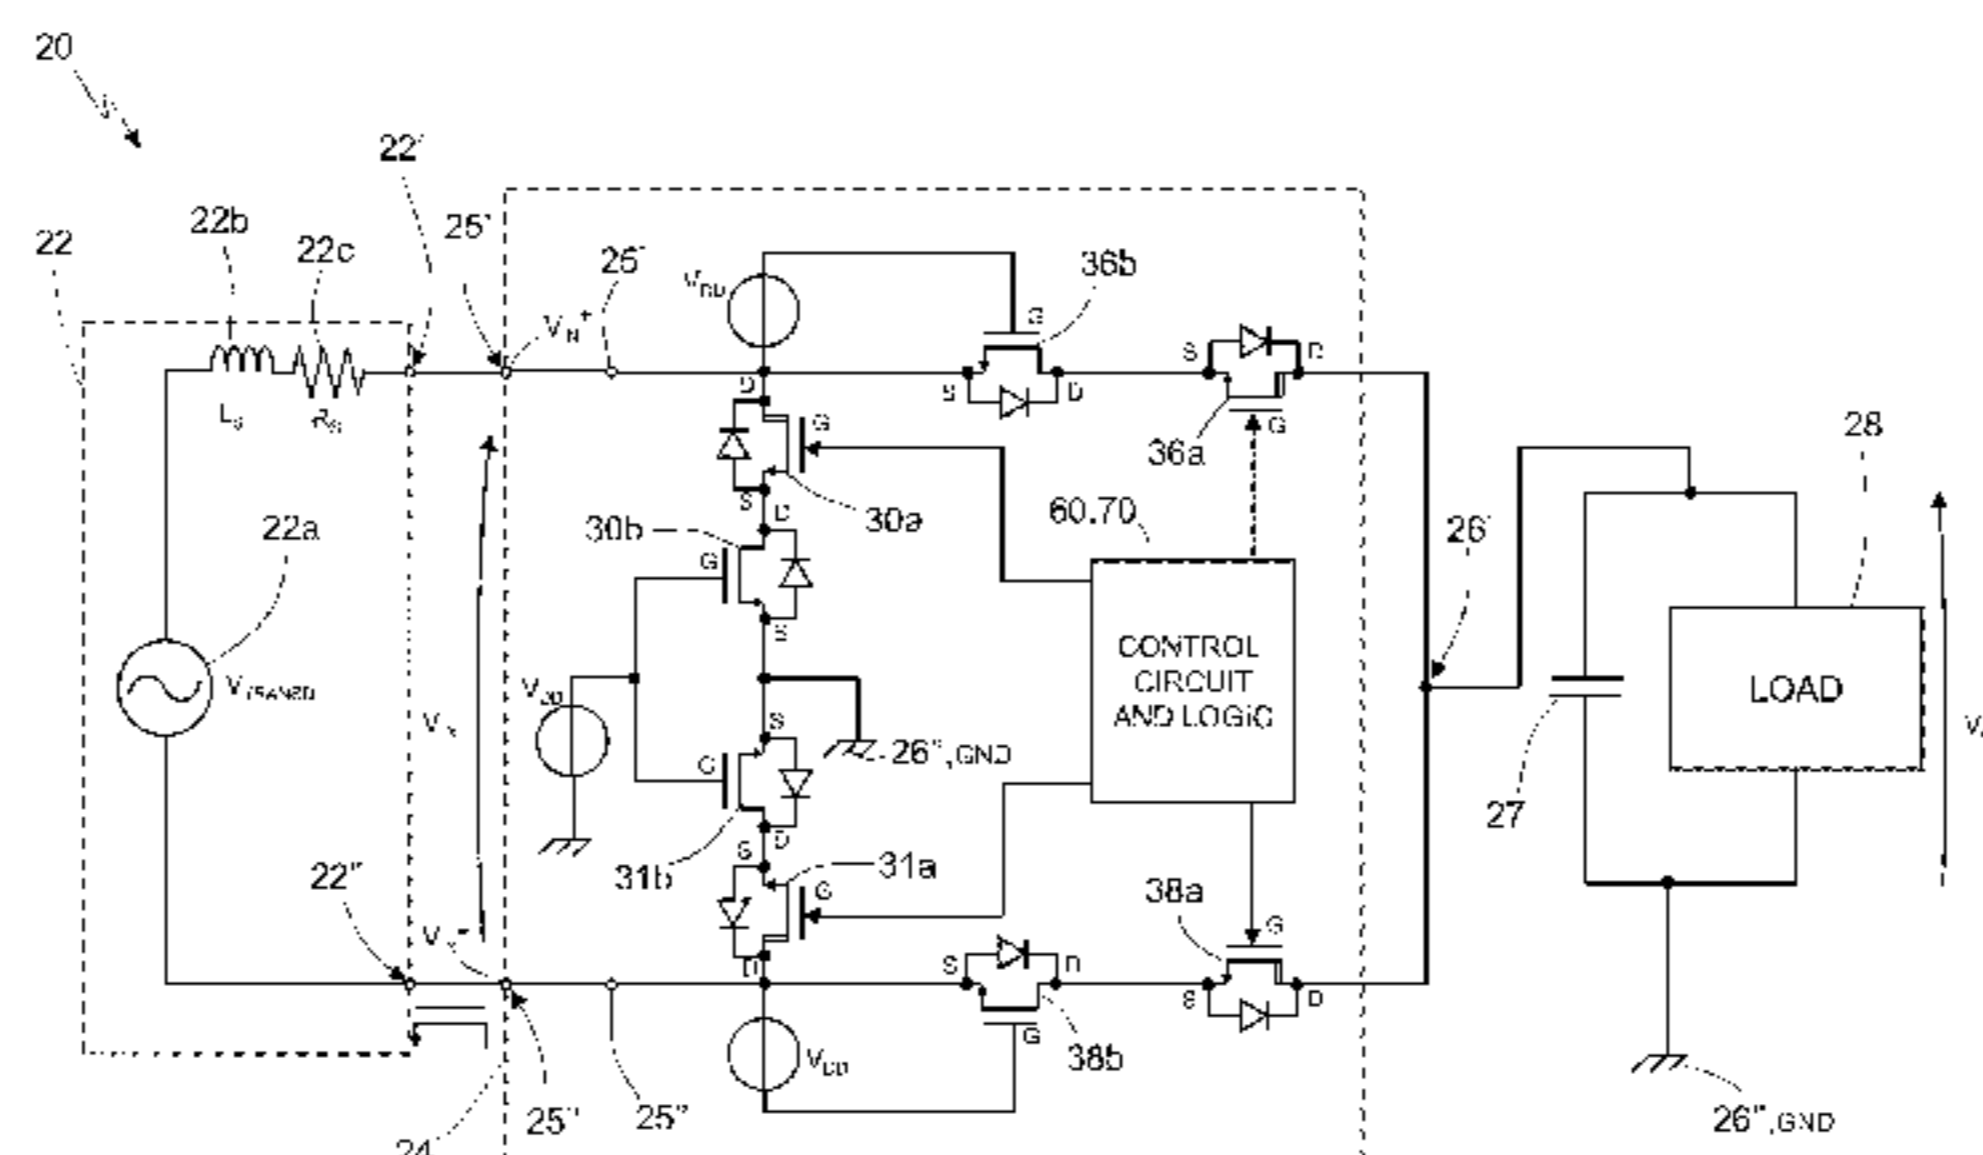 20
22'
22b
25'
22
22c
25'
36b
G
S
D
D
G
S
D
S
36a
G
28
22a
30b
30a
60.70
26'
D
G
S
CONTROL
CIRCUIT
AND LOGIC
LOAD
S
G
26",GND
27
31b
D
S
31a
G
D
22"
38a
G
S
D
S
D
G
38b
25"
25"
24
26",GND